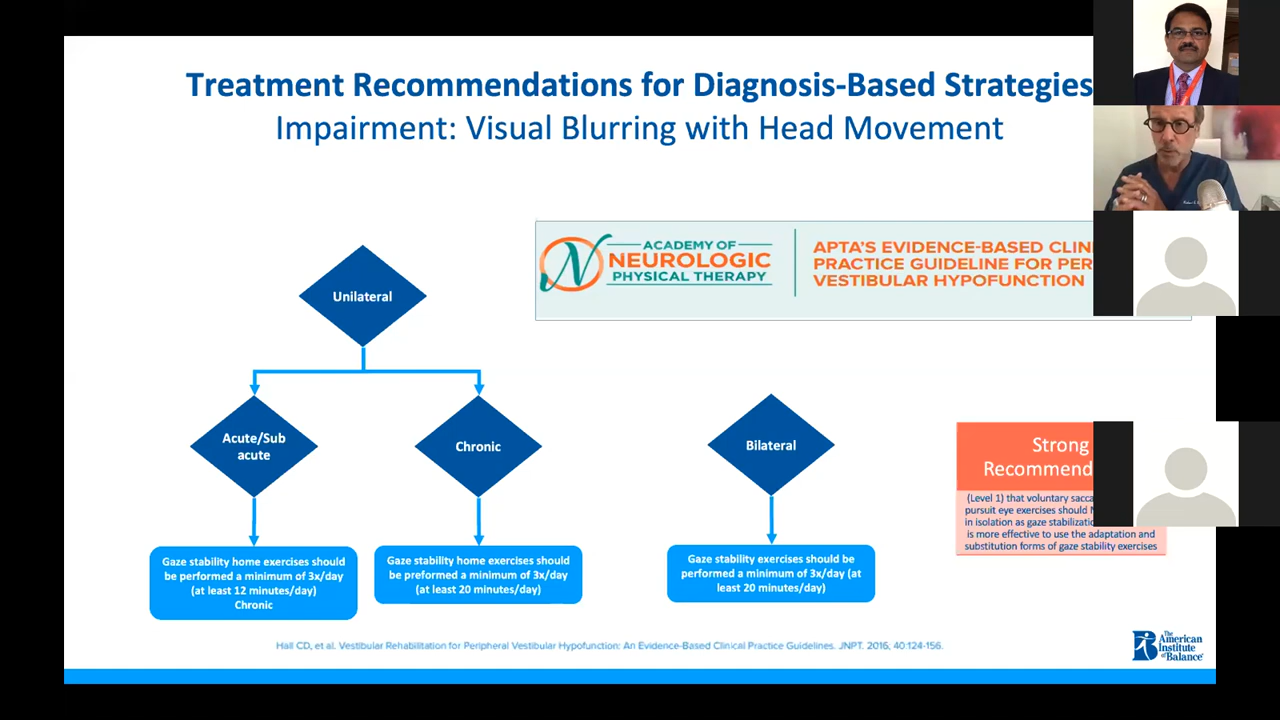 Treatment Recommendations for Diagnosis-Based Strategies
Impairment: Visual Blurring with Head Movement
ACADEMY OF
NEUROLOGIC
PHYSICAL THERAPY
APTA'S EVIDENCE-BASED
PRACTICE GUIDELINE FOR
VESTIBULAR HYPOFUNCTION
Unilateral
Acute/Sub
acute
Chronic
Bilateral
Strong
(Level 1) that voluntary
pursuit eye exercises should
in isolation as gaze
is more effective to use the adaptation and
substitution forms of gaze stability exercises
Gaze stability home exercises should
be performed a minimum of 3x/day
(at least 12 minutes/day)
Chronic
Gaze stability home exercises should
be preformed a minimum of 3x/day
(at least 20 minutes/day)
Gaze stability exercises should be
performed a minimum of 3x/day (at
least 20 minutes/day)
Hall CD, et al. Vestibular Rehabilitation for Peripheral Vestibular Hypofunction: An Evidence-Based Clinical Practice Guidelines. JNPT. 2016, 40:124-156.
The
American
Institute
of Balance